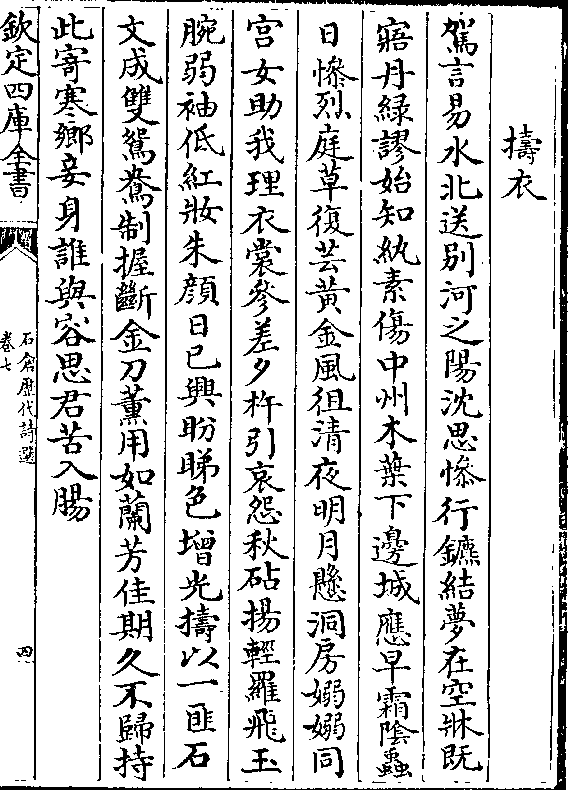 擣衣
駕言易水北送别河之陽沈思慘行鑣結夢在空牀既
寤丹緑謬始知紈素傷中州木葉下邊城應早霜陰蟲
日慘烈庭草復芸黄金風徂清夜明月懸洞房嫋嫋同
宫女助我理衣裳參差夕杵引哀怨秋砧揚輕羅飛玉
腕弱袖低紅妝朱顔日已興盻睇色増光擣以一匪石
文成雙鴛鴦制握斷金刀薫用如蘭芳佳期久不歸持
此寄寒鄉妾身誰與容思君苦入腸
欽定四庫全書
石倉歴代詩選
卷七
四